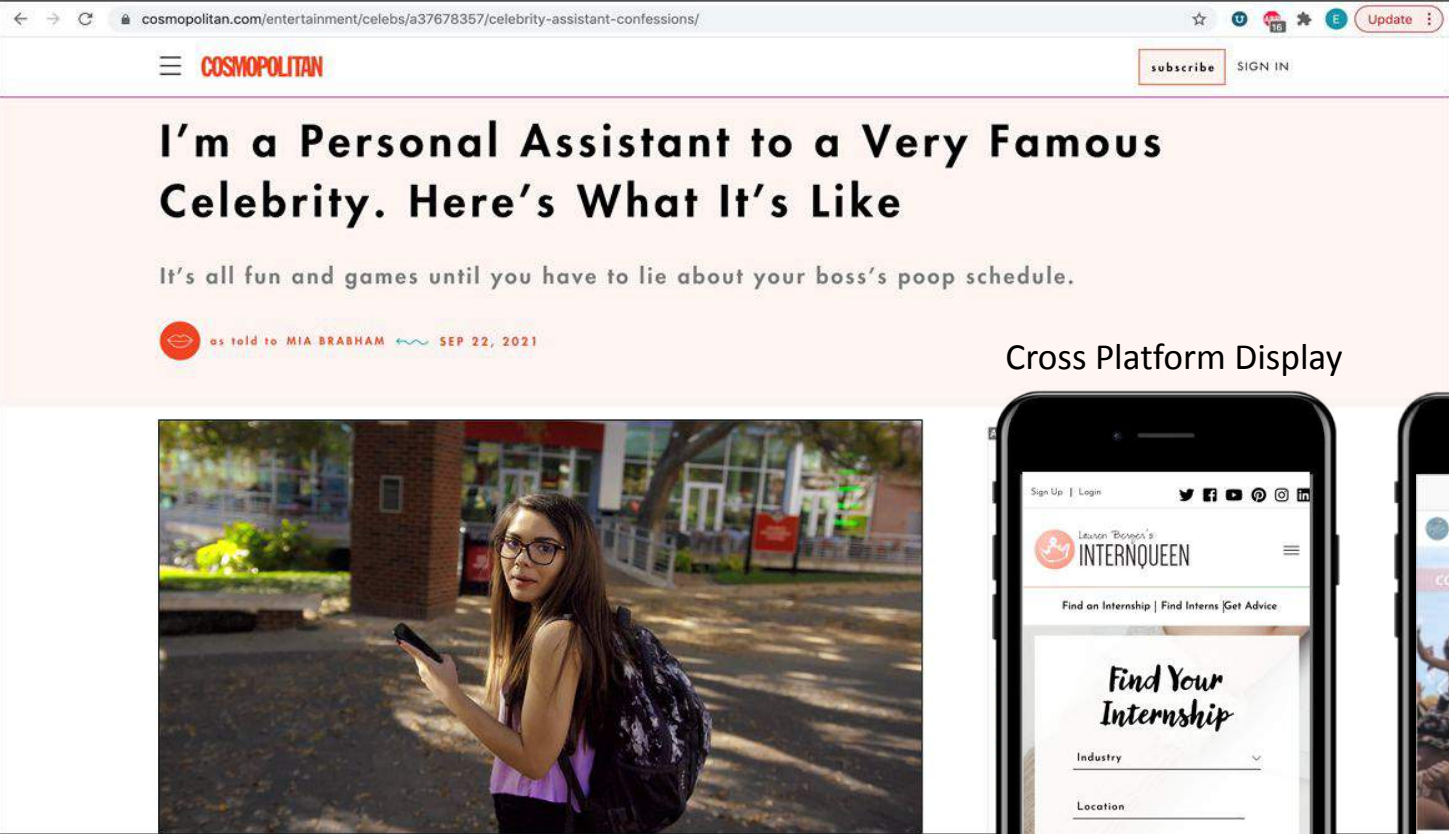 cosmopolitan.com/entertainment/celebs/a37678357/celebrity-assistant-confessions/
16
E
Update
COSMOPOLITAN
subscribe
SIGN IN
I'm a Personal Assistant to a Very Famous
Celebrity. Here's What It's Like
It's all fun and games until you have to lie about your boss's poop schedule.
as told to MIA BRABHAM
SEP 22, 2021
Cross Platform Display
Sign Up | Login
Lauren Berger's
INTERNQUEEN
Find an Internship | Find Interns |Get Advice
Find Your
Internship
Industry
Location